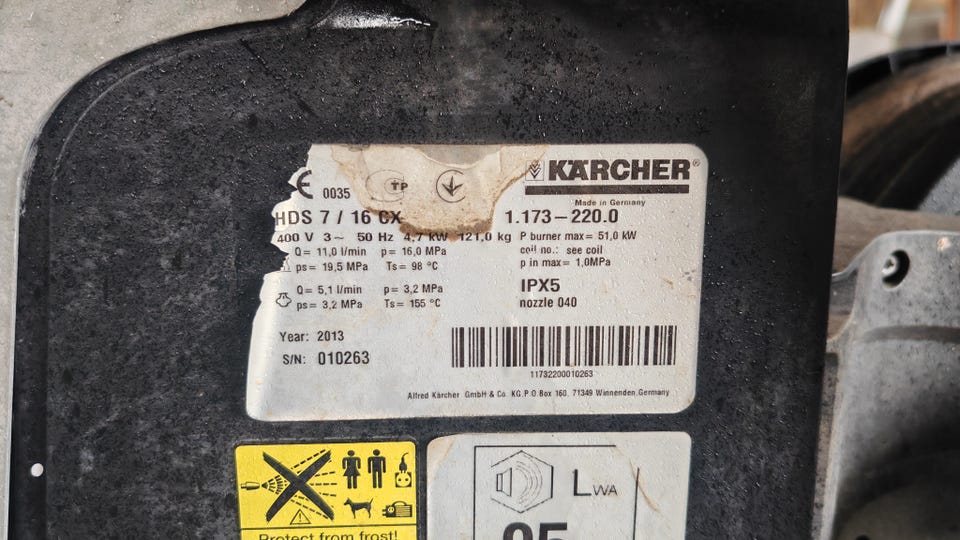 CE 0035 TP KÄRCHER®
Made in Germany
HDS 7 / 16 CX 1.173-220.0
400 V 3~ 50 Hz 4,7 kW 121,0 kg P burner max= 51,0 kW
Q= 11,0 l/min p= 16,0 MPa coil no.: see coil
ps= 19,5 MPa Ts= 98 °C p in max= 1,0MPa
Q= 5,1 l/min p= 3,2 MPa IPX5
ps= 3,2 MPa Ts= 155 °C nozzle 040
Year: 2013
S/N: 010263
11732200010263
Alfred Kärcher GmbH & Co. KG P.O.Box 160, 71349 Winnenden,Germany
LWA
95
Protect from frost!